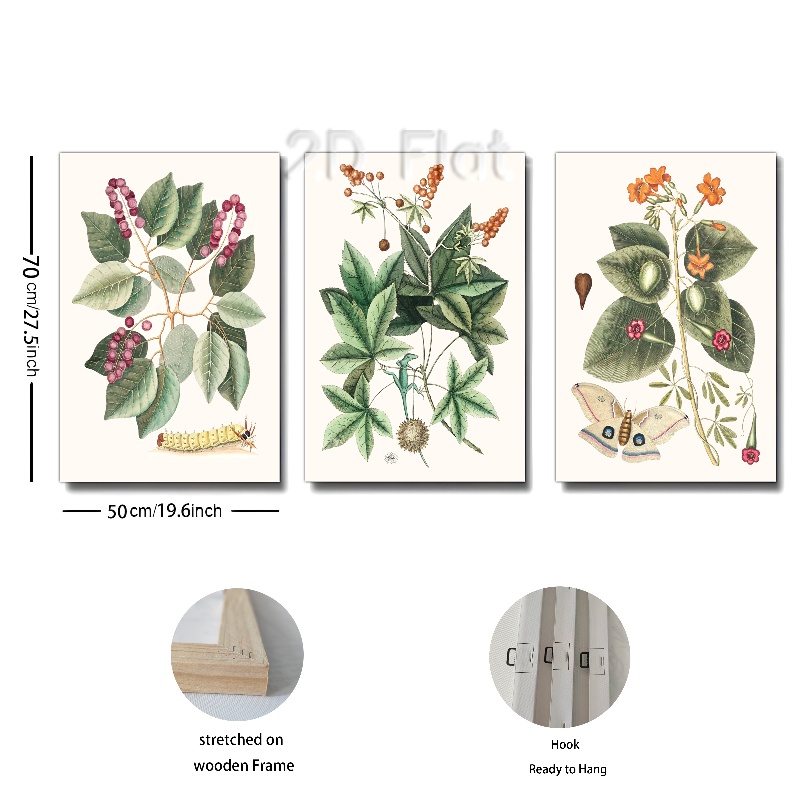 2D Flat
70 cm/27.5inch
50 cm/19.6inch
stretched on
wooden Frame
Hook
Ready to Hang